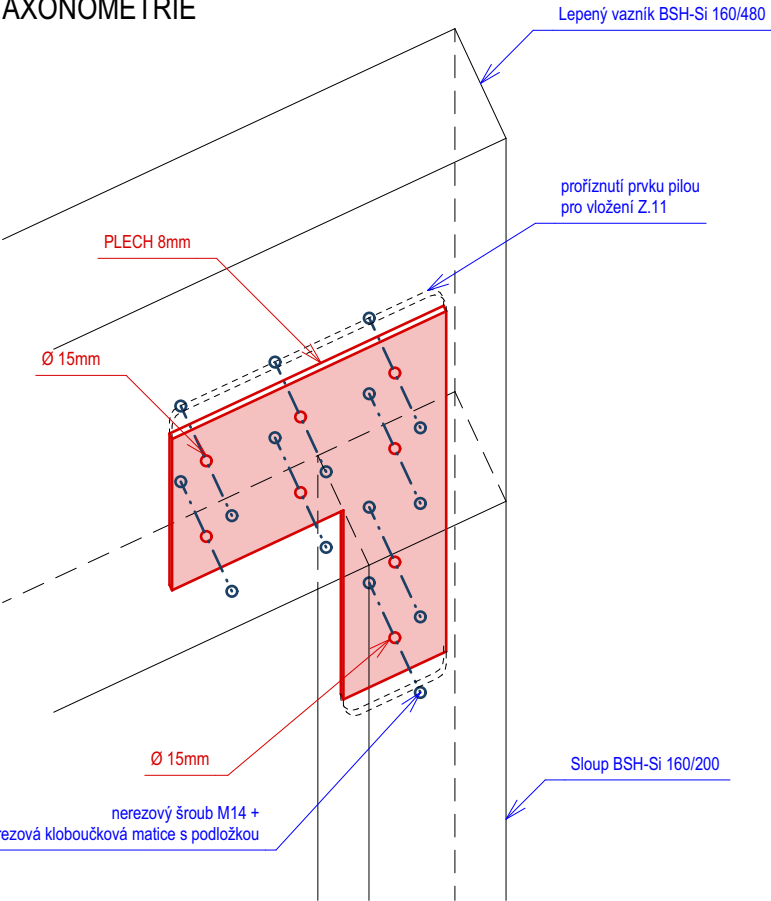 AXONOMETRIE
Lepený vazník BSH-Si 160/480
proříznutí prvku pilou
pro vložení Z.11
PLECH 8mm
Ø 15mm
Ø 15mm
Sloup BSH-Si 160/200
nerezový šroub M14 +
rezová kloboučková matice s podložkou